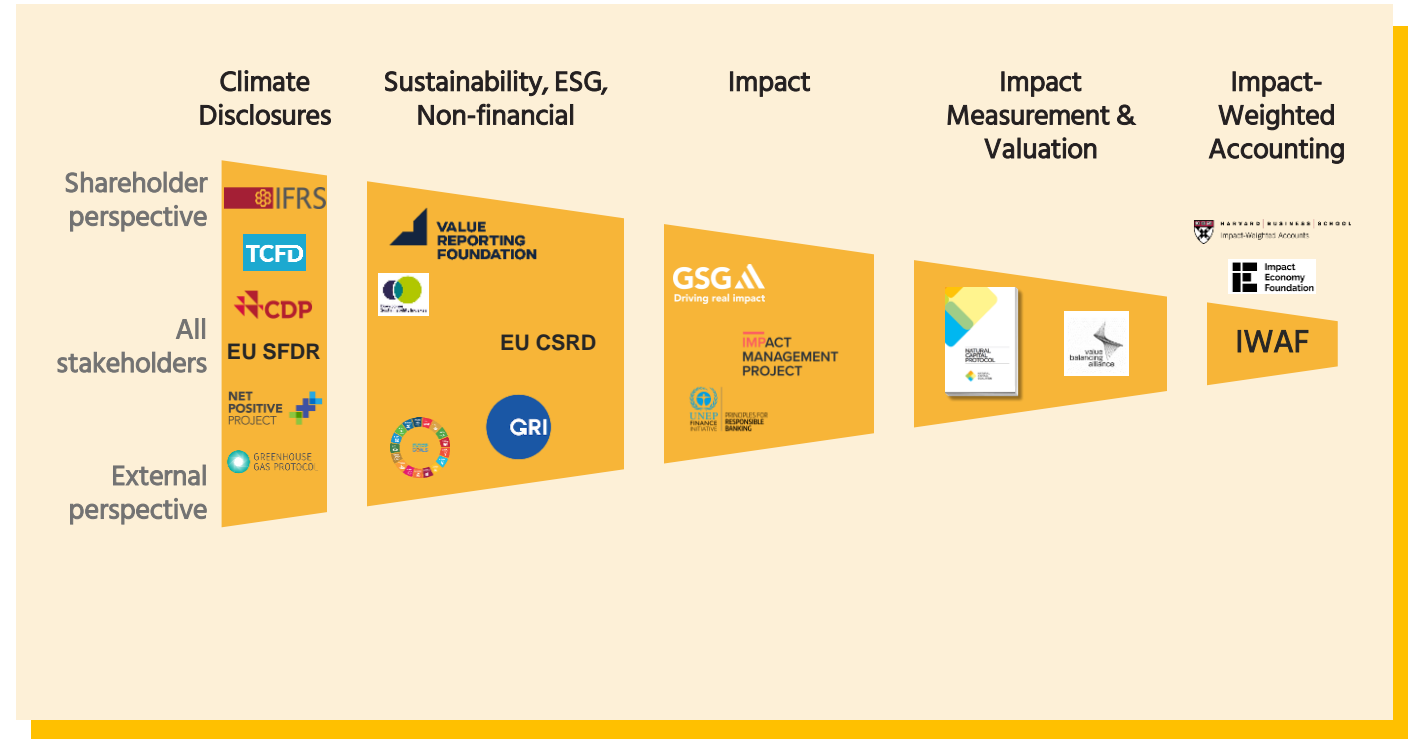 Climate
Disclosures
Sustainability, ESG,
Non-financial
Impact
Impact
Measurement &
Valuation
Impact-
Weighted
Accounting
Shareholder
perspective
All
stakeholders
External
perspective
IFRS
TCFD
CDP
EU SFDR
NET
POSITIVE
PROJECT
GREENHOUSE
GAS PROTOCOL
VALUE
REPORTING
FOUNDATION
EU CSRD
GRI
GSG
Driving real impact
IMPACT
MANAGEMENT
PROJECT
UNEP
FINANCE
INITIATIVE
PRINCIPLES FOR
RESPONSIBLE
BANKING
NATURAL
CAPITAL
PROTOCOL
value
balancing
alliance
HARVARD | BUSINESS | SCHOOL
Impact-Weighted Accounts
Impact
Economy
Foundation
IWAF